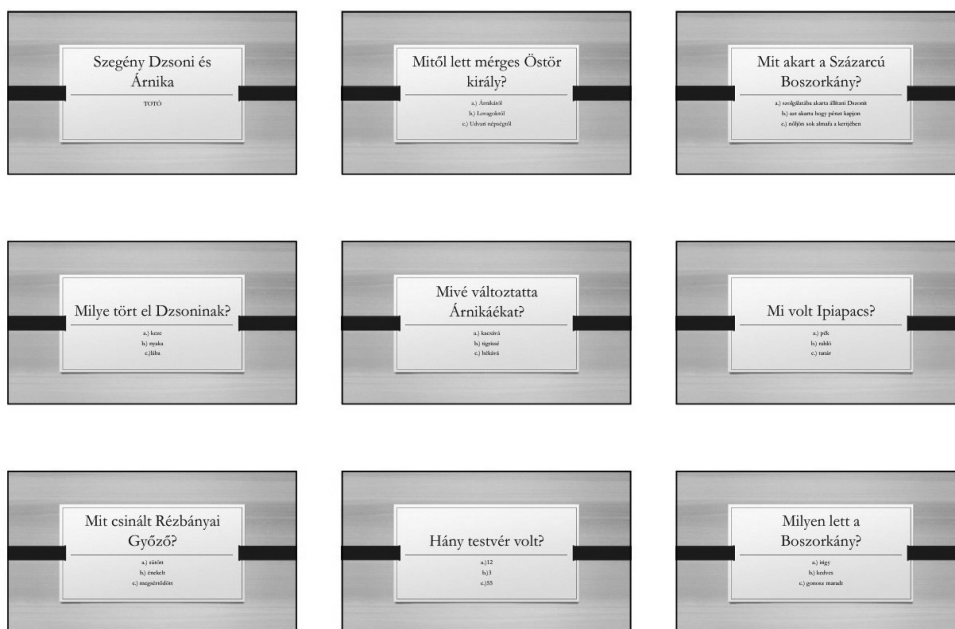 Szegény Dzsoni és
Árnika
TOTÓ
Mitől lett mérges Östör
király?
a.) Árnikáról
b.) Lovagoktól
c.) Udvari népségtől
Mit akart a Százarcú
Boszorkány?
a.) szolgálatába akarta állítani Dzsonit
b.) azt akarta hogy pénzt kapjon
c.) nőljön sok almafa a kertjében
Milye tört el Dzsoninak?
a.) keze
b.) nyaka
c.)lába
Mivé változtatta
Árnikáékat?
a.) kacsává
b.) tigrissé
c.) békává
Mi volt Ipiapacs?
a.) pék
b.) rabló
c.) tanár
Mit csinált Rézbányai
Győző?
a.) sütött
b.) énekelt
c.) megsértődött
Hány testvér volt?
a.)12
b.)3
c.)55
Milyen lett a
Boszorkány?
a.) irígy
b.) kedves
c.) gonosz maradt